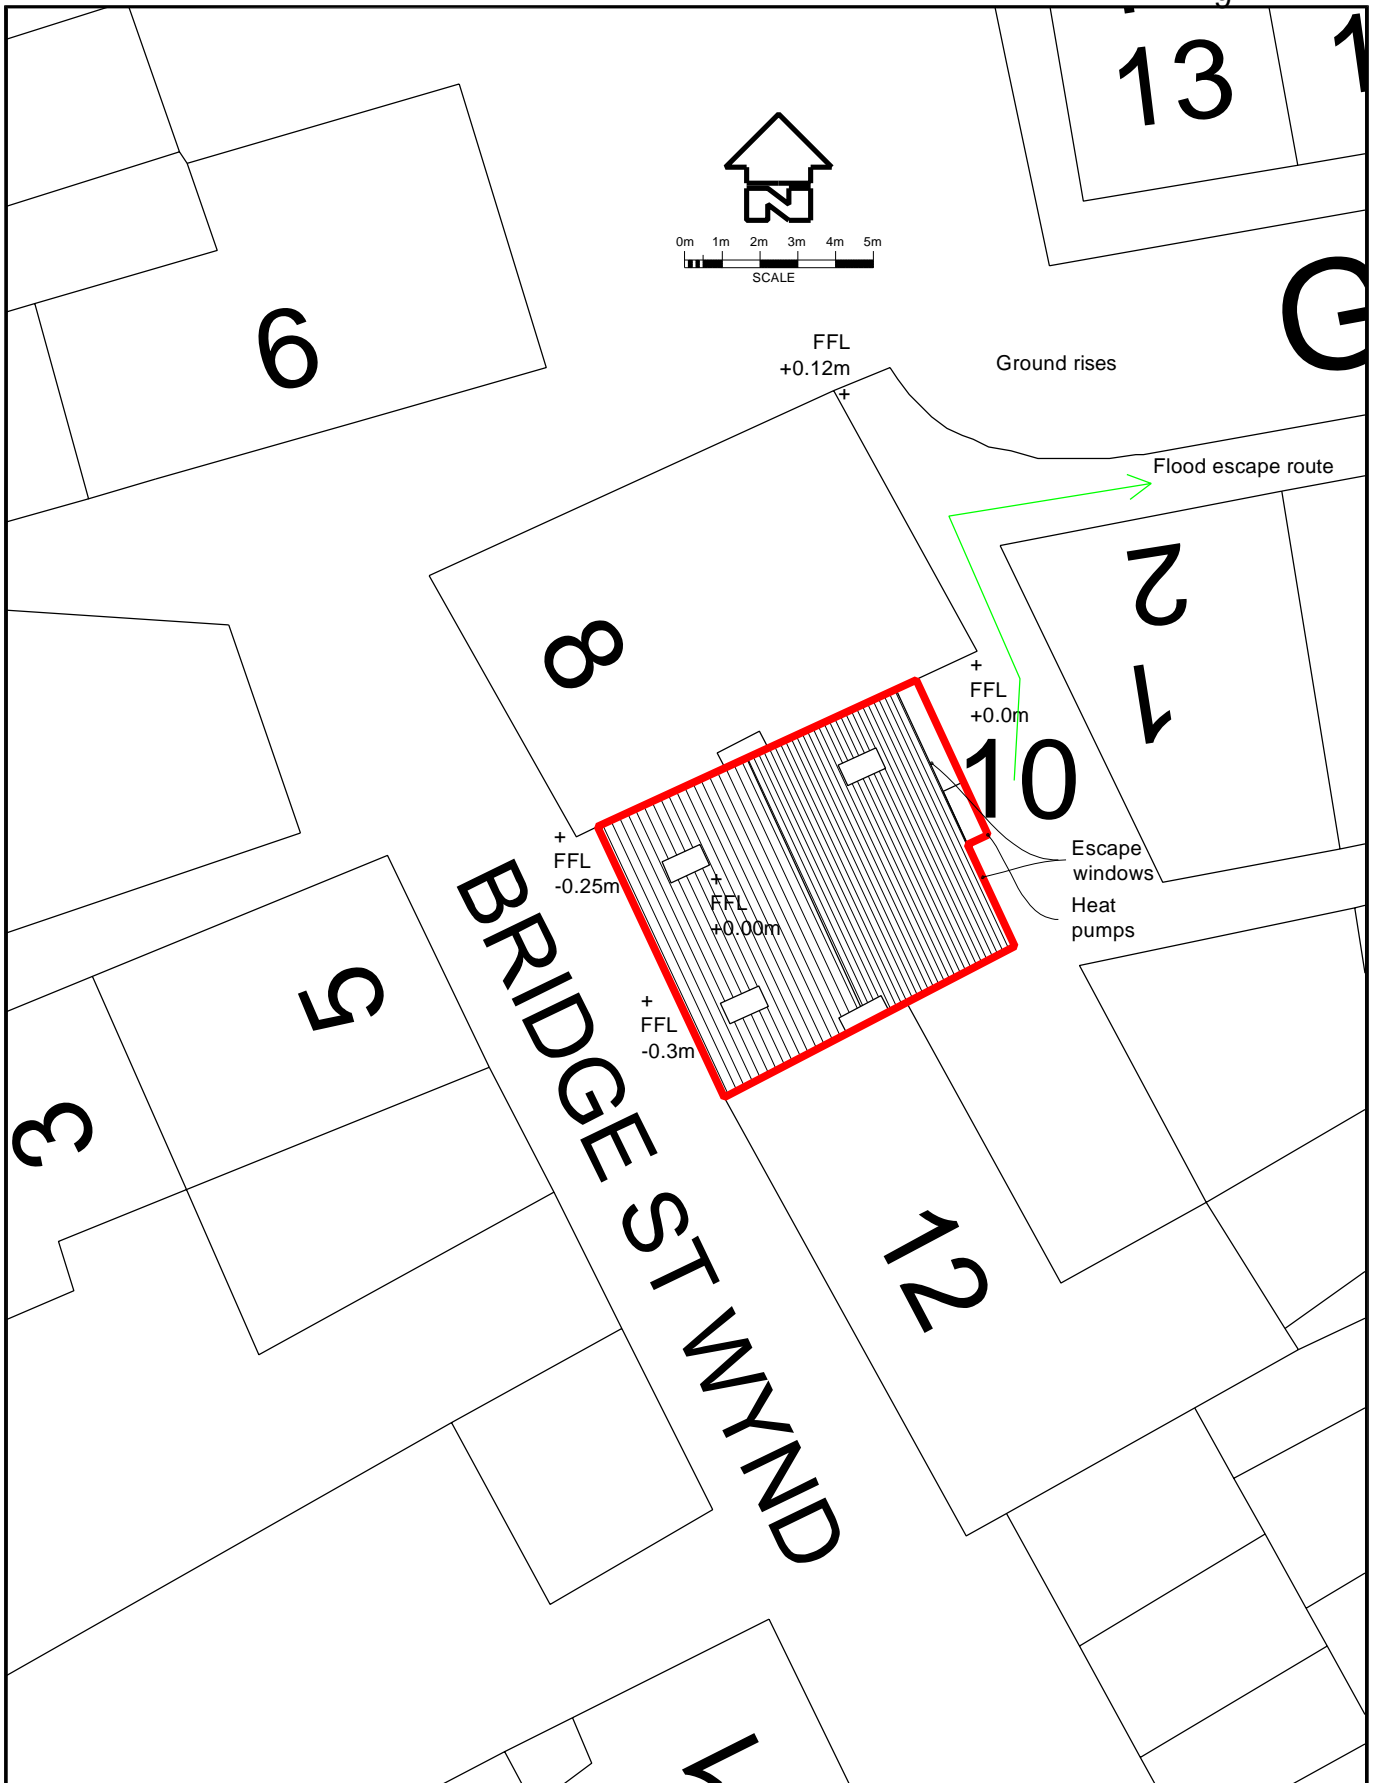 13
N
0m 1m 2m 3m 4m 5m
SCALE
6
G
FFL
+0.12m
Ground rises
Flood escape route
2
1
8
FFL
+0.0m
10
FFL
-0.25m
FFL
+0.00m
Escape
windows
Heat
pumps
5
FFL
-0.3m
3
BRIDGE ST WYND
12